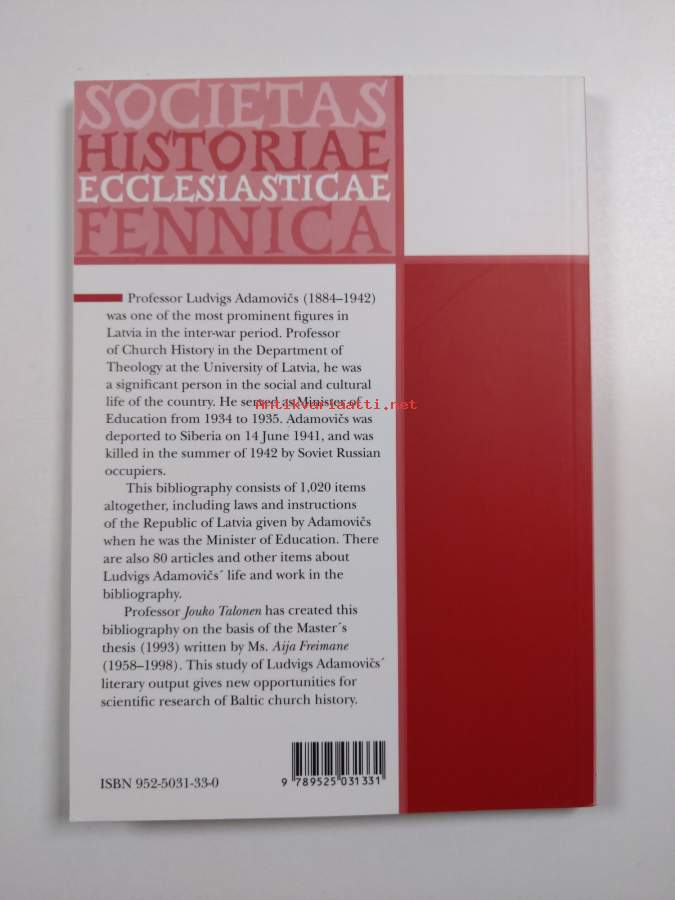 SOCIETAS
HISTORIAE
ECCLESIASTICAE
FENNICA
Professor Ludvigs Adamovičs (1884–1942)
was one of the most prominent figures in
Latvia in the inter-war period. Professor
of Church History in the Department of
Theology at the University of Latvia, he was
a significant person in the social and cultural
life of the country. He served as Minister of
Antikvariaatti.net
Education from 1934 to 1935. Adamovičs was
deported to Siberia on 14 June 1941, and was
killed in the summer of 1942 by Soviet Russian
occupiers.
This bibliography consists of 1,020 items
altogether, including laws and instructions
of the Republic of Latvia given by Adamovičs
when he was the Minister of Education. There
are also 80 articles and other items about
Ludvigs Adamovičs´ life and work in the
bibliography.
Professor Jouko Talonen has created this
bibliography on the basis of the Master´s
thesis (1993) written by Ms. Aija Freimane
(1958–1998). This study of Ludvigs Adamovičs´
literary output gives new opportunities for
scientific research of Baltic church history.
ISBN 952-5031-33-0
9 789525 031331